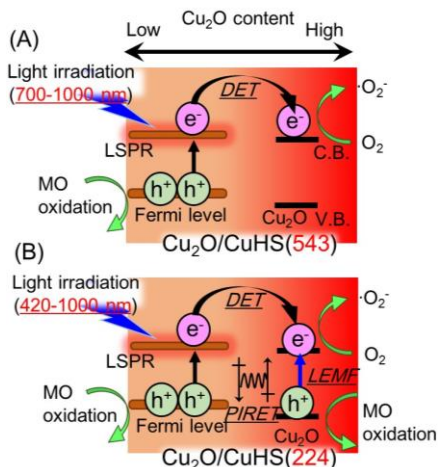 Cu₂O content
Low High
(A)
Light irradiation
(700-1000 nm)
DET
·O₂⁻
e⁻ e⁻
O₂
LSPR
C.B.
MO
oxidation
h⁺ h⁺
Fermi level
Cu₂O V.B.
Cu₂O/CuHS(543)
(B)
Light irradiation
(420-1000 nm)
DET
·O₂⁻
e⁻ e⁻
O₂
LSPR
LEMF
MO
oxidation
h⁺ h⁺ h⁺
PIRET
MO
oxidation
Fermi level
Cu₂O
Cu₂O/CuHS(224)